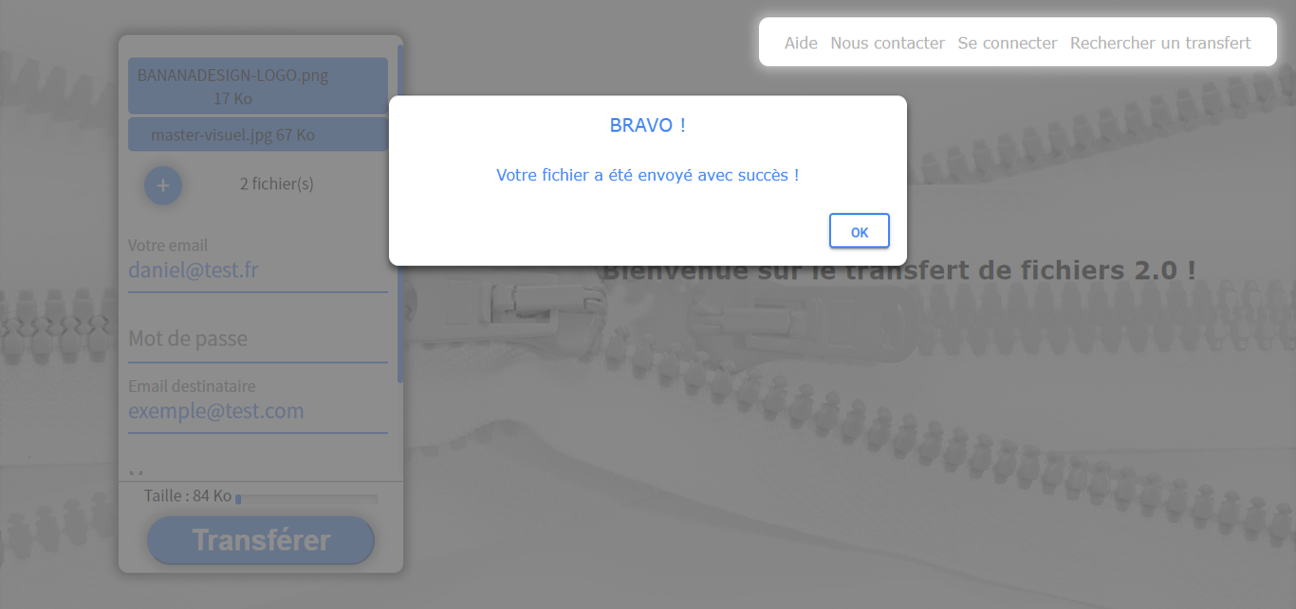 Aide Nous contacter Se connecter Rechercher un transfert
BANANADESIGN-LOGO.png
17 Ko
master-visuel.jpg 67 Ko
+ 2 fichier(s)
Votre email
daniel@test.fr
Mot de passe
Email destinataire
exemple@test.com
Taille : 84 Ko
Transférer
BRAVO !
Votre fichier a été envoyé avec succès !
OK
Bienvenue sur le transfert de fichiers 2.0 !